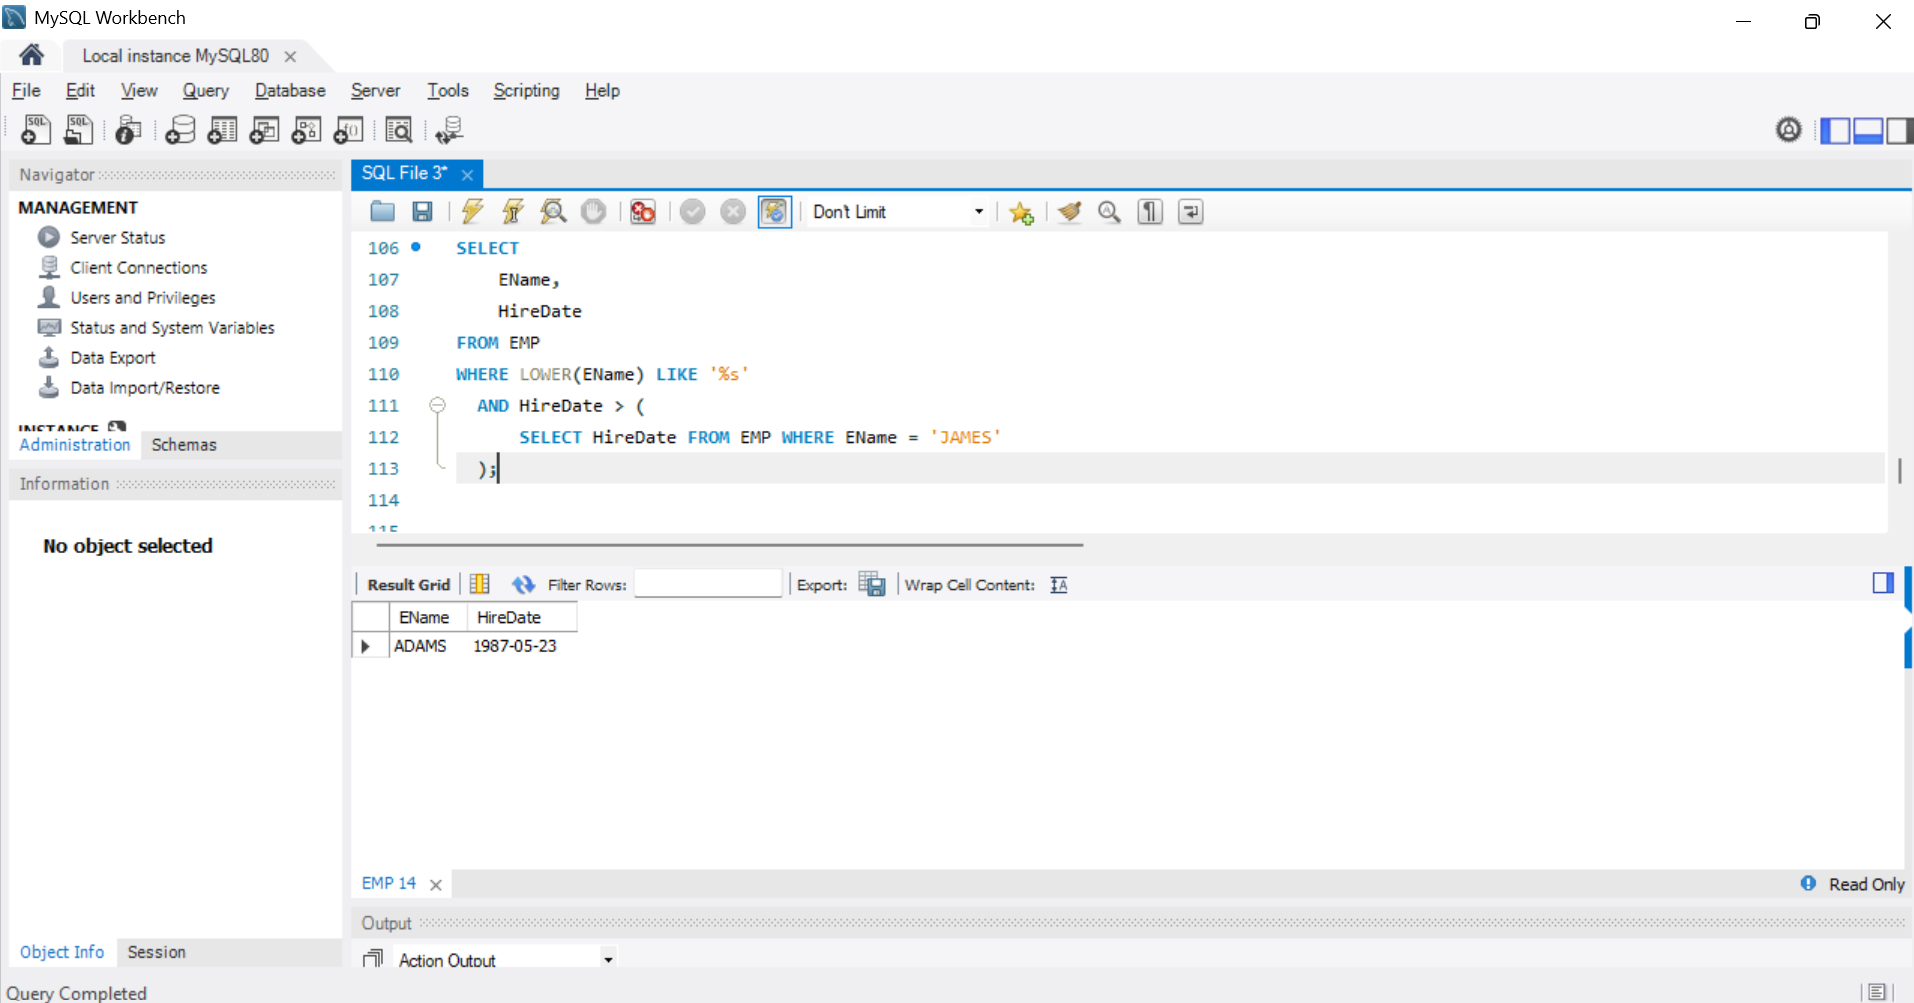 MySQL Workbench
Local instance MySQL80
File Edit View Query Database Server Tools Scripting Help
SQL SQL
Navigator
MANAGEMENT
Server Status
Client Connections
Users and Privileges
Status and System Variables
Data Export
Data Import/Restore
INSTANCE
Administration Schemas
Information
No object selected
Object Info Session
SQL File 3*
Don't Limit
106 SELECT
107 EName,
108 HireDate
109 FROM EMP
110 WHERE LOWER(EName) LIKE '%s'
111 AND HireDate > (
112 SELECT HireDate FROM EMP WHERE EName = 'JAMES'
113 );
114
115
Result Grid Filter Rows: Export: Wrap Cell Content:
EName HireDate
ADAMS 1987-05-23
EMP 14 Read Only
Output
Action Output
Query Completed